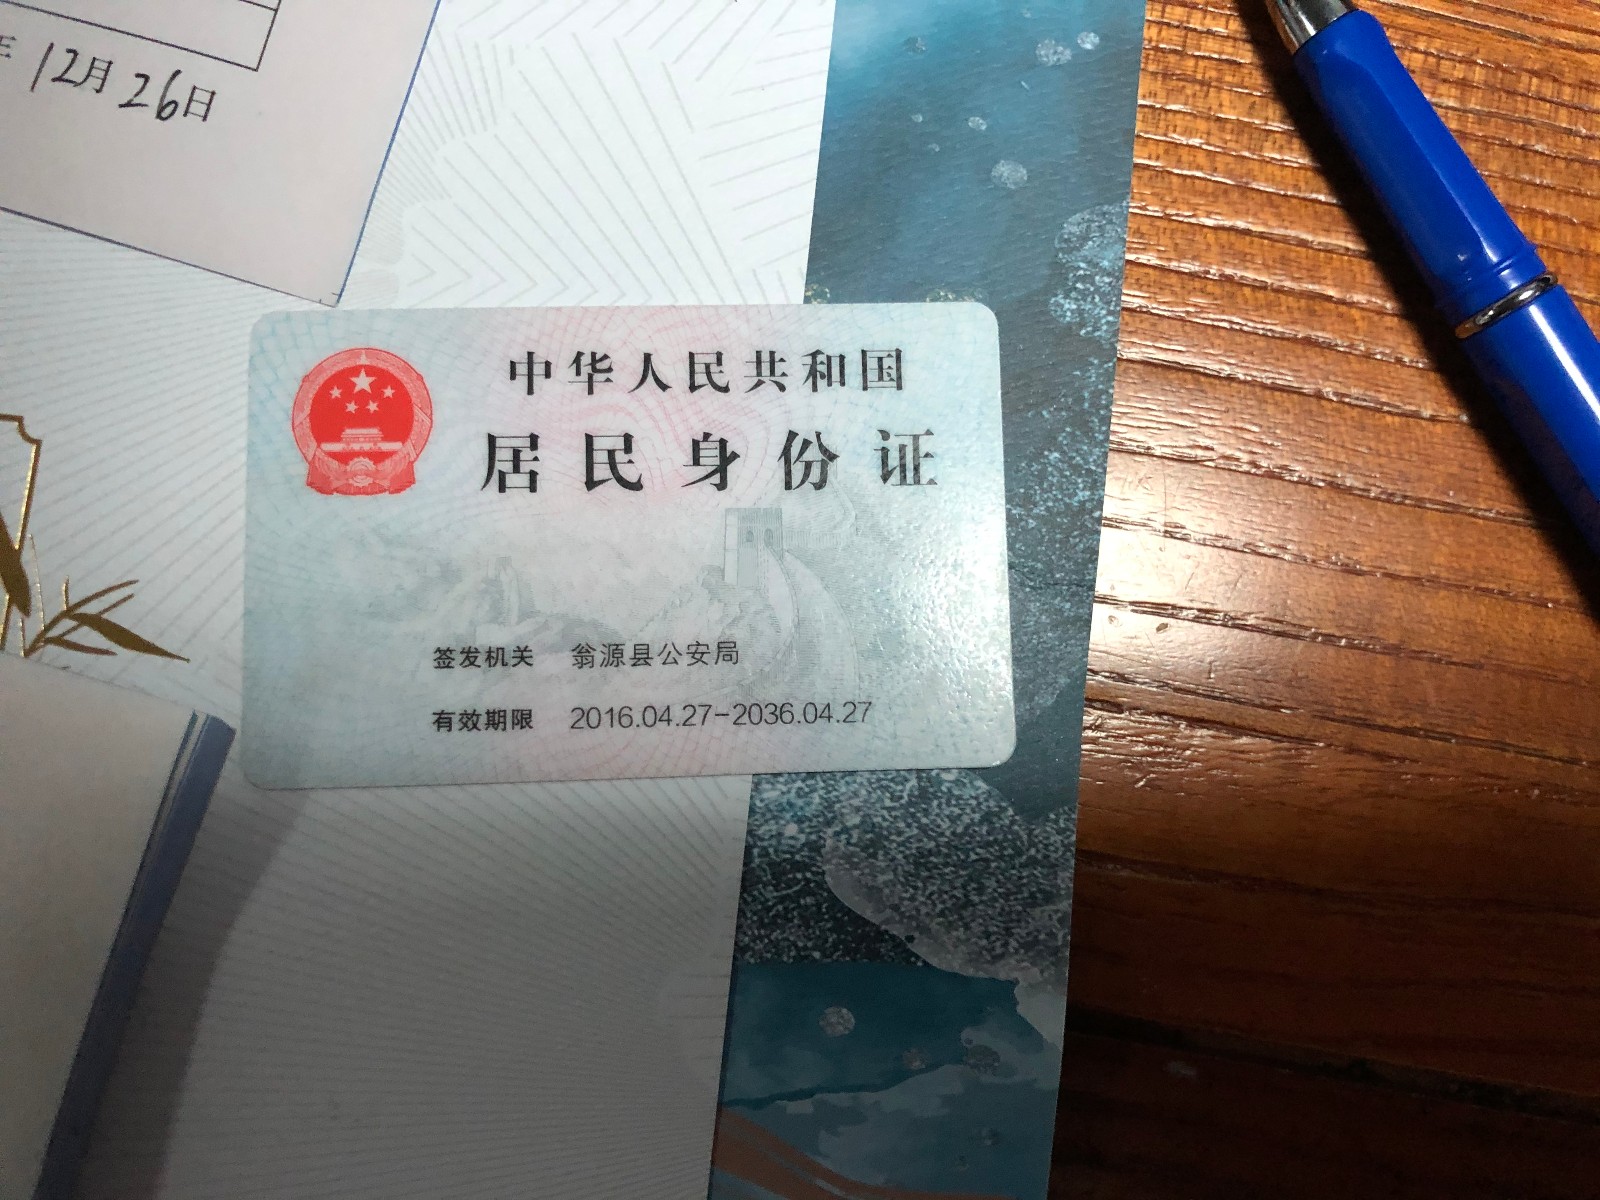 年 12月 26日
中华人民共和国
居民身份证
签发机关 翁源县公安局
有效期限 2016.04.27-2036.04.27